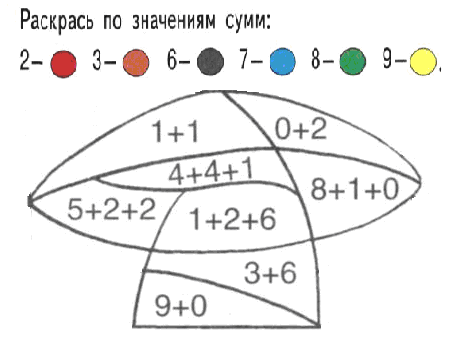 Раскрась по значениям сумм:
2– 3– 6– 7– 8– 9– .
1+1 0+2
4+4+1
5+2+2 1+2+6 8+1+0
3+6
9+0